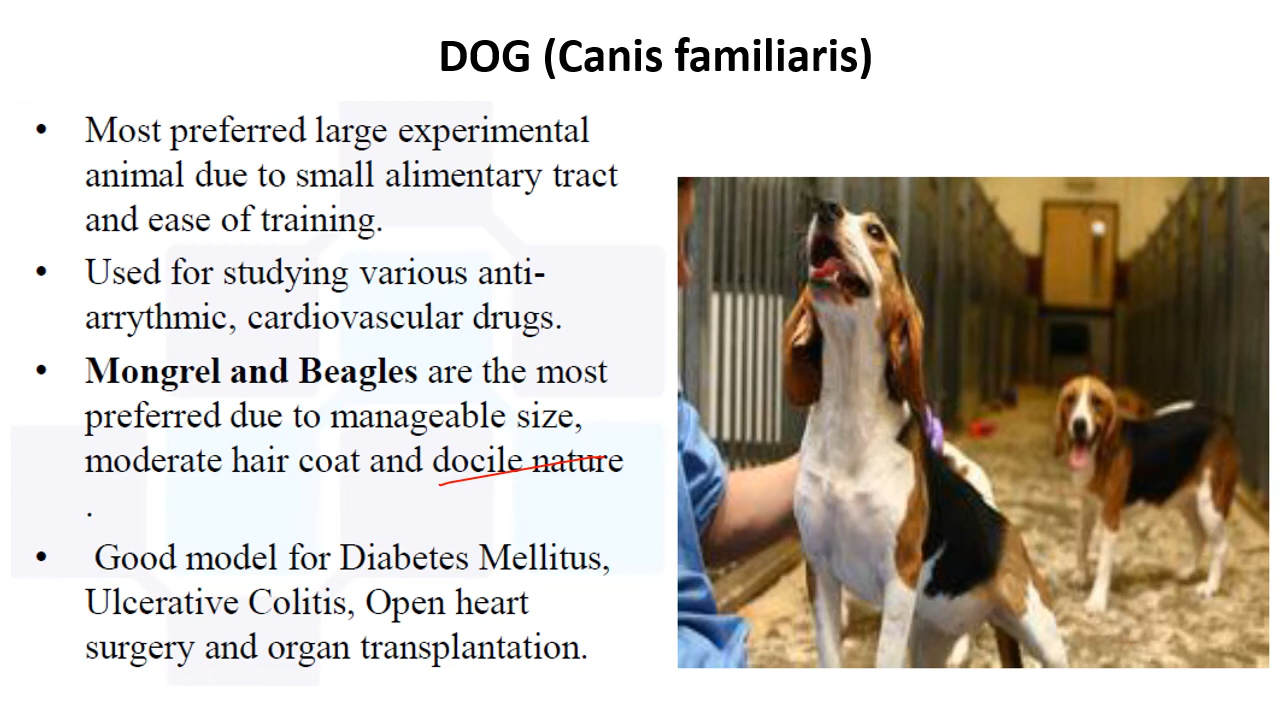 DOG (Canis familiaris)
• Most preferred large experimental
animal due to small alimentary tract
and ease of training.
• Used for studying various anti-
arrythmic, cardiovascular drugs.
• Mongrel and Beagles are the most
preferred due to manageable size,
moderate hair coat and docile nature
.
• Good model for Diabetes Mellitus,
Ulcerative Colitis, Open heart
surgery and organ transplantation.